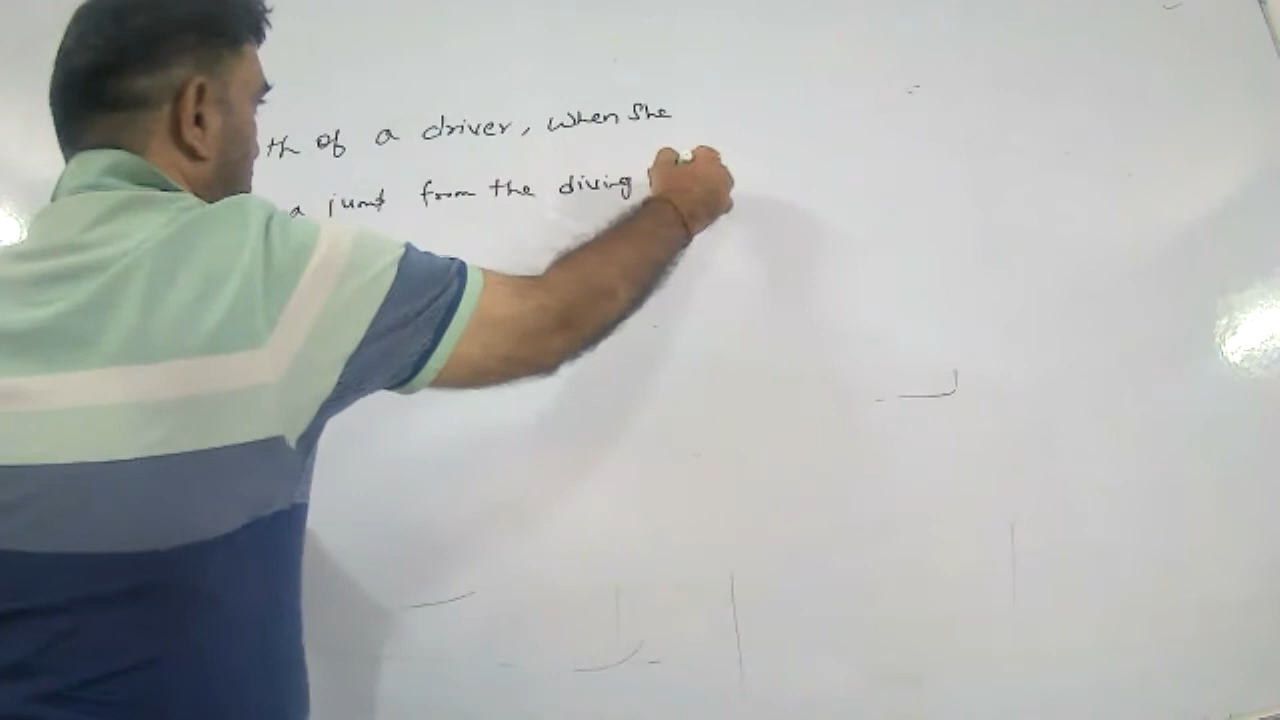 th of a driver, when she
a jump from the diving